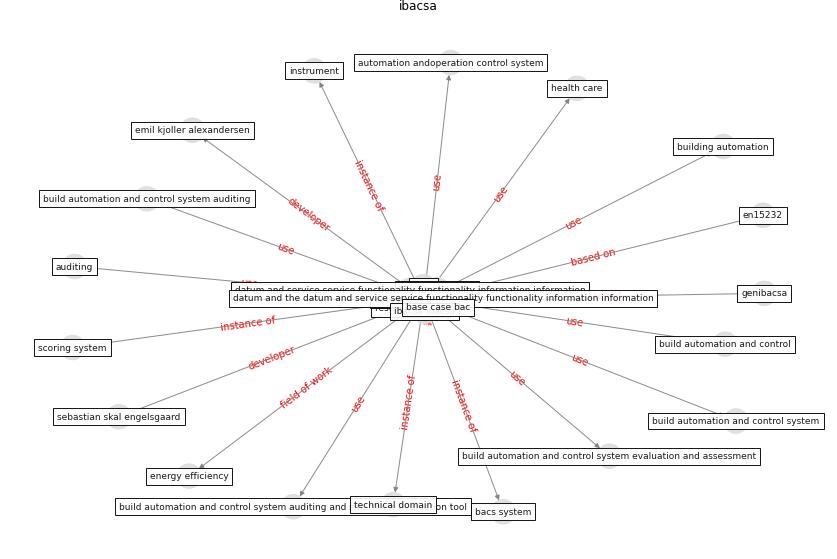 ibacsa
automation andoperation control system
instrument
health care
emil kjoller alexandersen
building automation
instance of
use
use
build automation and control system auditing
developer
use
en15232
use
based on
auditing
datum and service service functionality functionality information information
datum and the datum and service service functionality functionality information information
genibacsa
base case bac
scoring system
instance of
use
build automation and control
developer
use
field of work
use
use
instance of
instance of
sebastian skal engelsgaard
build automation and control system
build automation and control system evaluation and assessment
energy efficiency
build automation and control system auditing and
on tool
technical domain
bacs system